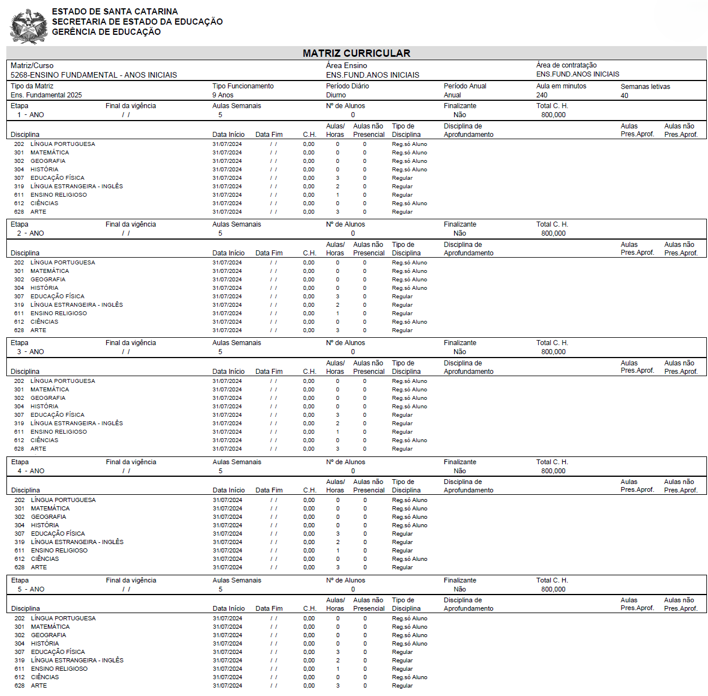 ESTADO DE SANTA CATARINA
SECRETARIA DE ESTADO DA EDUCAÇÃO
GERÊNCIA DE EDUCAÇÃO
MATRIZ CURRICULAR
Matriz/Curso Área Ensino Área de contratação
5268-ENSINO FUNDAMENTAL - ANOS INICIAIS ENS.FUND.ANOS INICIAIS ENS.FUND.ANOS INICIAIS
Tipo da Matriz Tipo Funcionamento Período Diário Período Anual Aula em minutos Semanas letivas
Ens. Fundamental 2025 9 Anos Diurno Anual 240 40
Etapa Final da vigência Aulas Semanais Nº de Alunos Finalizante Total C. H.
1 - ANO / / 5 0 Não 800,000
Aulas/ Aulas não Tipo de Disciplina de Aulas Aulas não
Disciplina Data Início Data Fim C.H. Horas Presencial Disciplina Aprofundamento Pres.Aprof. Pres.Aprof.
202 LÍNGUA PORTUGUESA 31/07/2024 / / 0,00 0 0 Reg.só Aluno
301 MATEMÁTICA 31/07/2024 / / 0,00 0 0 Reg.só Aluno
302 GEOGRAFIA 31/07/2024 / / 0,00 0 0 Reg.só Aluno
304 HISTÓRIA 31/07/2024 / / 0,00 0 0 Reg.só Aluno
307 EDUCAÇÃO FÍSICA 31/07/2024 / / 0,00 3 0 Regular
319 LÍNGUA ESTRANGEIRA - INGLÊS 31/07/2024 / / 0,00 2 0 Regular
611 ENSINO RELIGIOSO 31/07/2024 / / 0,00 1 0 Regular
612 CIÊNCIAS 31/07/2024 / / 0,00 0 0 Reg.só Aluno
628 ARTE 31/07/2024 / / 0,00 3 0 Regular
Etapa Final da vigência Aulas Semanais Nº de Alunos Finalizante Total C. H.
2 - ANO / / 5 0 Não 800,000
Aulas/ Aulas não Tipo de Disciplina de Aulas Aulas não
Disciplina Data Início Data Fim C.H. Horas Presencial Disciplina Aprofundamento Pres.Aprof. Pres.Aprof.
202 LÍNGUA PORTUGUESA 31/07/2024 / / 0,00 0 0 Reg.só Aluno
301 MATEMÁTICA 31/07/2024 / / 0,00 0 0 Reg.só Aluno
302 GEOGRAFIA 31/07/2024 / / 0,00 0 0 Reg.só Aluno
304 HISTÓRIA 31/07/2024 / / 0,00 0 0 Reg.só Aluno
307 EDUCAÇÃO FÍSICA 31/07/2024 / / 0,00 3 0 Regular
319 LÍNGUA ESTRANGEIRA - INGLÊS 31/07/2024 / / 0,00 2 0 Regular
611 ENSINO RELIGIOSO 31/07/2024 / / 0,00 1 0 Regular
612 CIÊNCIAS 31/07/2024 / / 0,00 0 0 Reg.só Aluno
628 ARTE 31/07/2024 / / 0,00 3 0 Regular
Etapa Final da vigência Aulas Semanais Nº de Alunos Finalizante Total C. H.
3 - ANO / / 5 0 Não 800,000
Aulas/ Aulas não Tipo de Disciplina de Aulas Aulas não
Disciplina Data Início Data Fim C.H. Horas Presencial Disciplina Aprofundamento Pres.Aprof. Pres.Aprof.
202 LÍNGUA PORTUGUESA 31/07/2024 / / 0,00 0 0 Reg.só Aluno
301 MATEMÁTICA 31/07/2024 / / 0,00 0 0 Reg.só Aluno
302 GEOGRAFIA 31/07/2024 / / 0,00 0 0 Reg.só Aluno
304 HISTÓRIA 31/07/2024 / / 0,00 0 0 Reg.só Aluno
307 EDUCAÇÃO FÍSICA 31/07/2024 / / 0,00 3 0 Regular
319 LÍNGUA ESTRANGEIRA - INGLÊS 31/07/2024 / / 0,00 2 0 Regular
611 ENSINO RELIGIOSO 31/07/2024 / / 0,00 1 0 Regular
612 CIÊNCIAS 31/07/2024 / / 0,00 0 0 Reg.só Aluno
628 ARTE 31/07/2024 / / 0,00 3 0 Regular
Etapa Final da vigência Aulas Semanais Nº de Alunos Finalizante Total C. H.
4 - ANO / / 5 0 Não 800,000
Aulas/ Aulas não Tipo de Disciplina de Aulas Aulas não
Disciplina Data Início Data Fim C.H. Horas Presencial Disciplina Aprofundamento Pres.Aprof. Pres.Aprof.
202 LÍNGUA PORTUGUESA 31/07/2024 / / 0,00 0 0 Reg.só Aluno
301 MATEMÁTICA 31/07/2024 / / 0,00 0 0 Reg.só Aluno
302 GEOGRAFIA 31/07/2024 / / 0,00 0 0 Reg.só Aluno
304 HISTÓRIA 31/07/2024 / / 0,00 0 0 Reg.só Aluno
307 EDUCAÇÃO FÍSICA 31/07/2024 / / 0,00 3 0 Regular
319 LÍNGUA ESTRANGEIRA - INGLÊS 31/07/2024 / / 0,00 2 0 Regular
611 ENSINO RELIGIOSO 31/07/2024 / / 0,00 1 0 Regular
612 CIÊNCIAS 31/07/2024 / / 0,00 0 0 Reg.só Aluno
628 ARTE 31/07/2024 / / 0,00 3 0 Regular
Etapa Final da vigência Aulas Semanais Nº de Alunos Finalizante Total C. H.
5 - ANO / / 5 0 Não 800,000
Aulas/ Aulas não Tipo de Disciplina de Aulas Aulas não
Disciplina Data Início Data Fim C.H. Horas Presencial Disciplina Aprofundamento Pres.Aprof. Pres.Aprof.
202 LÍNGUA PORTUGUESA 31/07/2024 / / 0,00 0 0 Reg.só Aluno
301 MATEMÁTICA 31/07/2024 / / 0,00 0 0 Reg.só Aluno
302 GEOGRAFIA 31/07/2024 / / 0,00 0 0 Reg.só Aluno
304 HISTÓRIA 31/07/2024 / / 0,00 0 0 Reg.só Aluno
307 EDUCAÇÃO FÍSICA 31/07/2024 / / 0,00 3 0 Regular
319 LÍNGUA ESTRANGEIRA - INGLÊS 31/07/2024 / / 0,00 2 0 Regular
611 ENSINO RELIGIOSO 31/07/2024 / / 0,00 1 0 Regular
612 CIÊNCIAS 31/07/2024 / / 0,00 0 0 Reg.só Aluno
628 ARTE 31/07/2024 / / 0,00 3 0 Regular